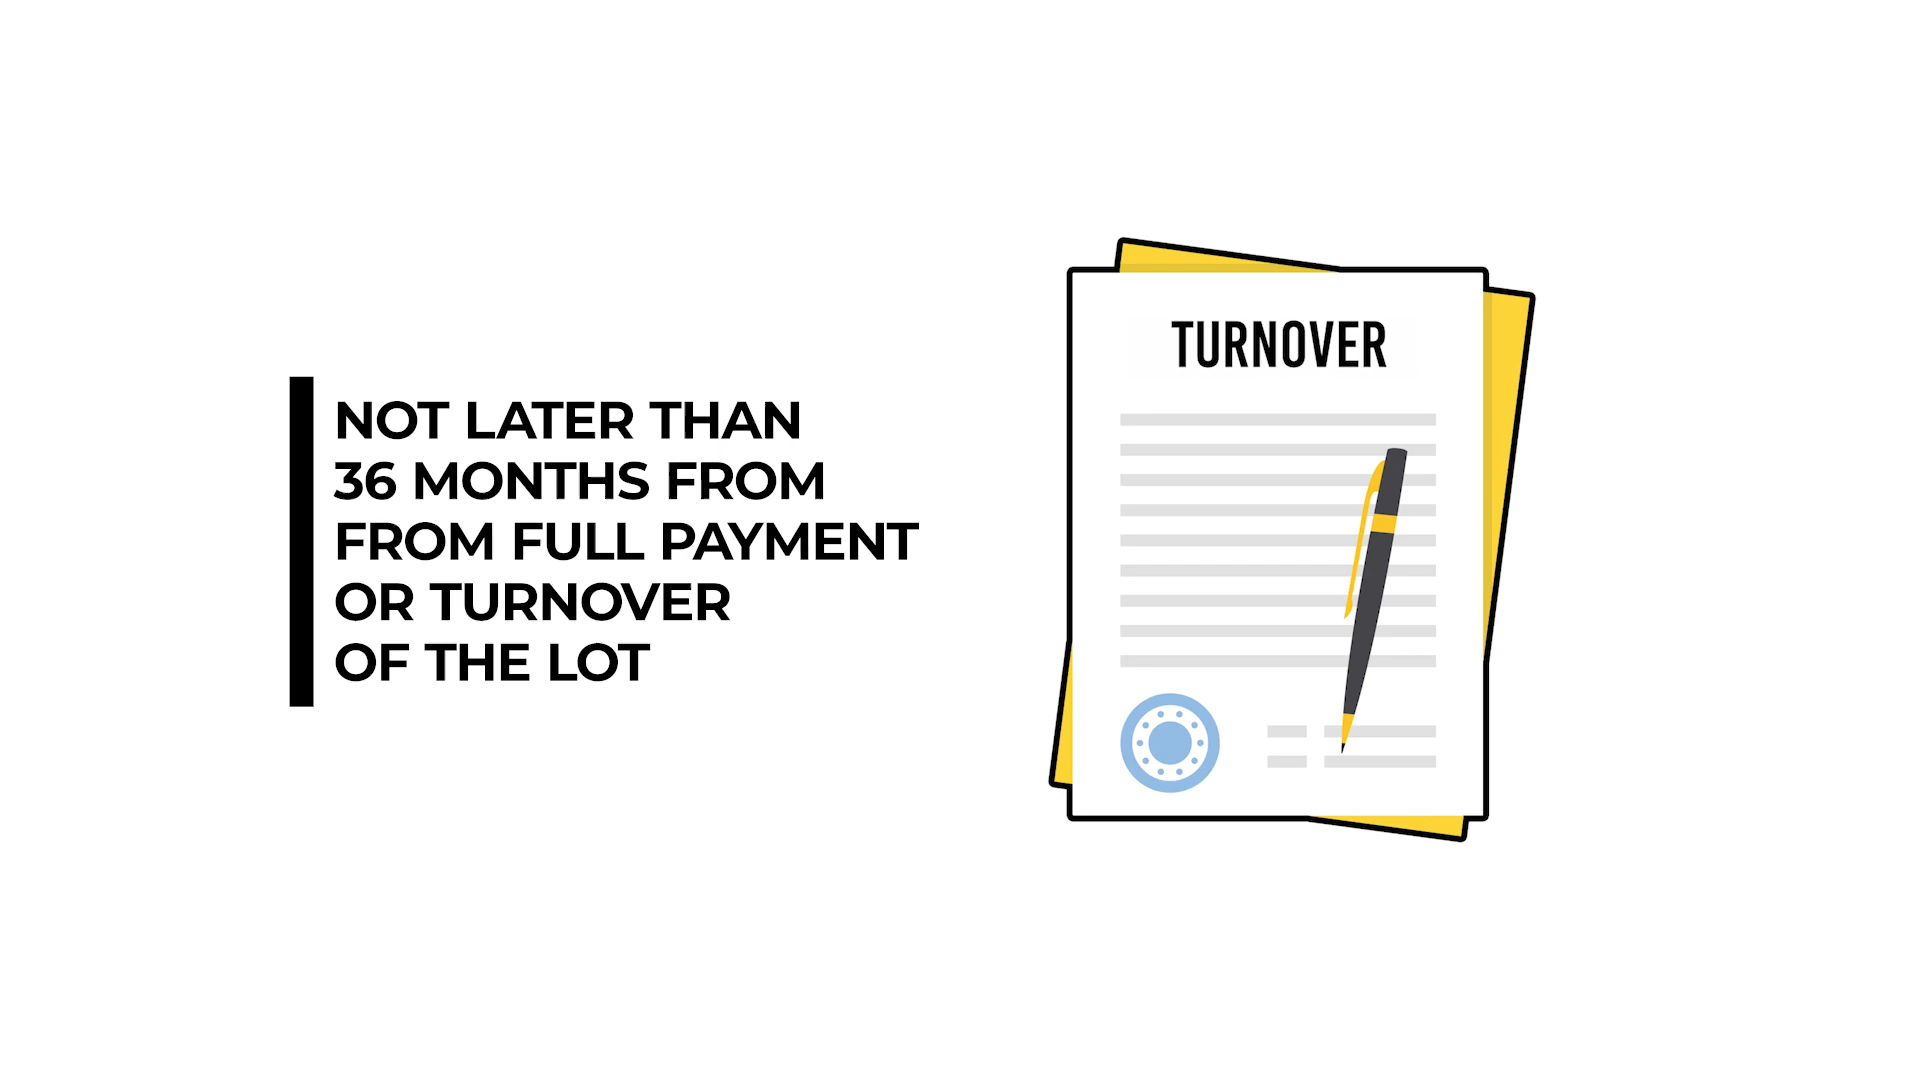 NOT LATER THAN
36 MONTHS FROM
FROM FULL PAYMENT
OR TURNOVER
OF THE LOT
TURNOVER